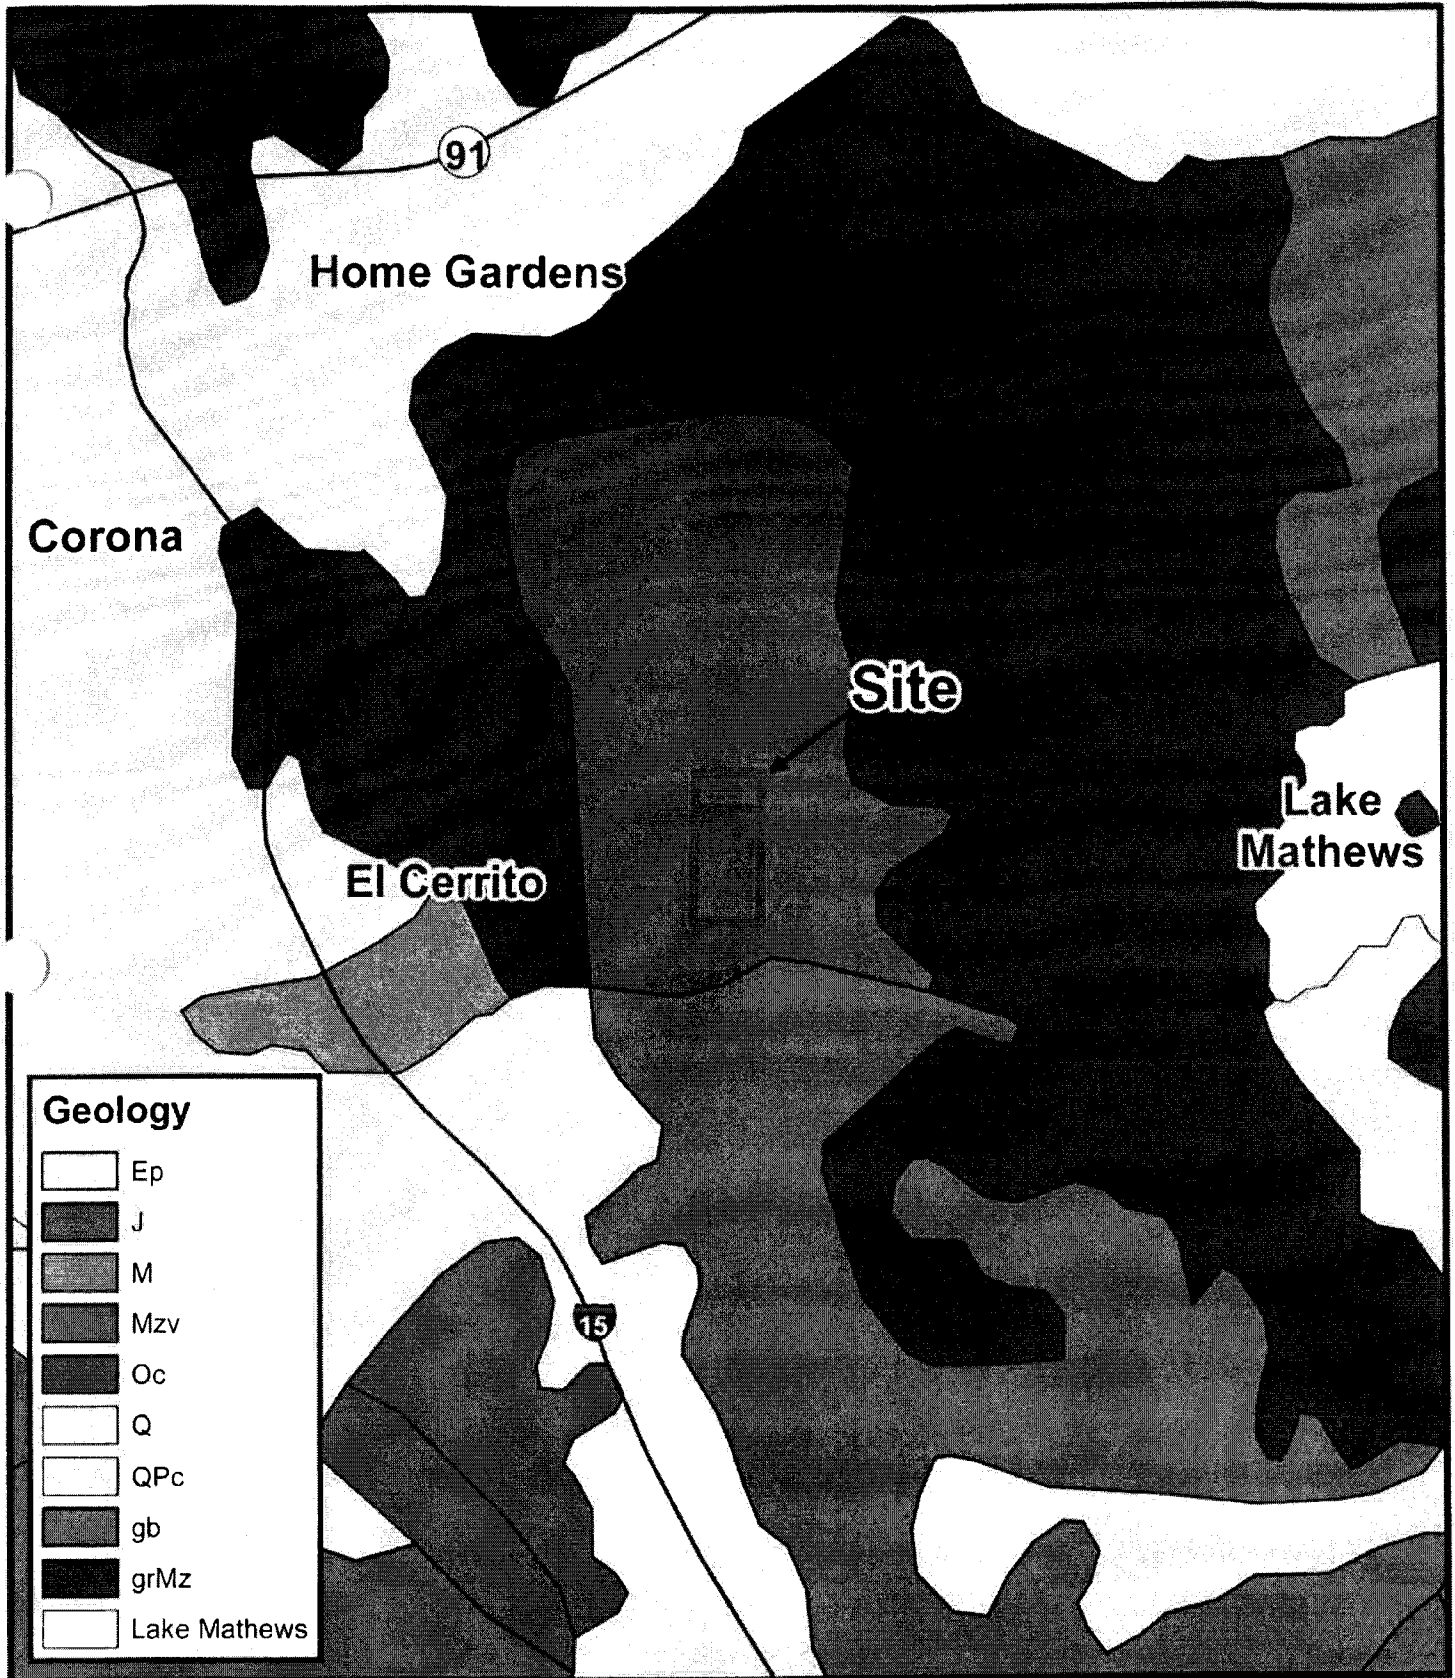 91
Home Gardens
Corona
Site
Lake
Mathews
El Cerrito
15
Geology
Ep
J
M
Mzv
Oc
Q
QPc
gb
grMz
Lake Mathews